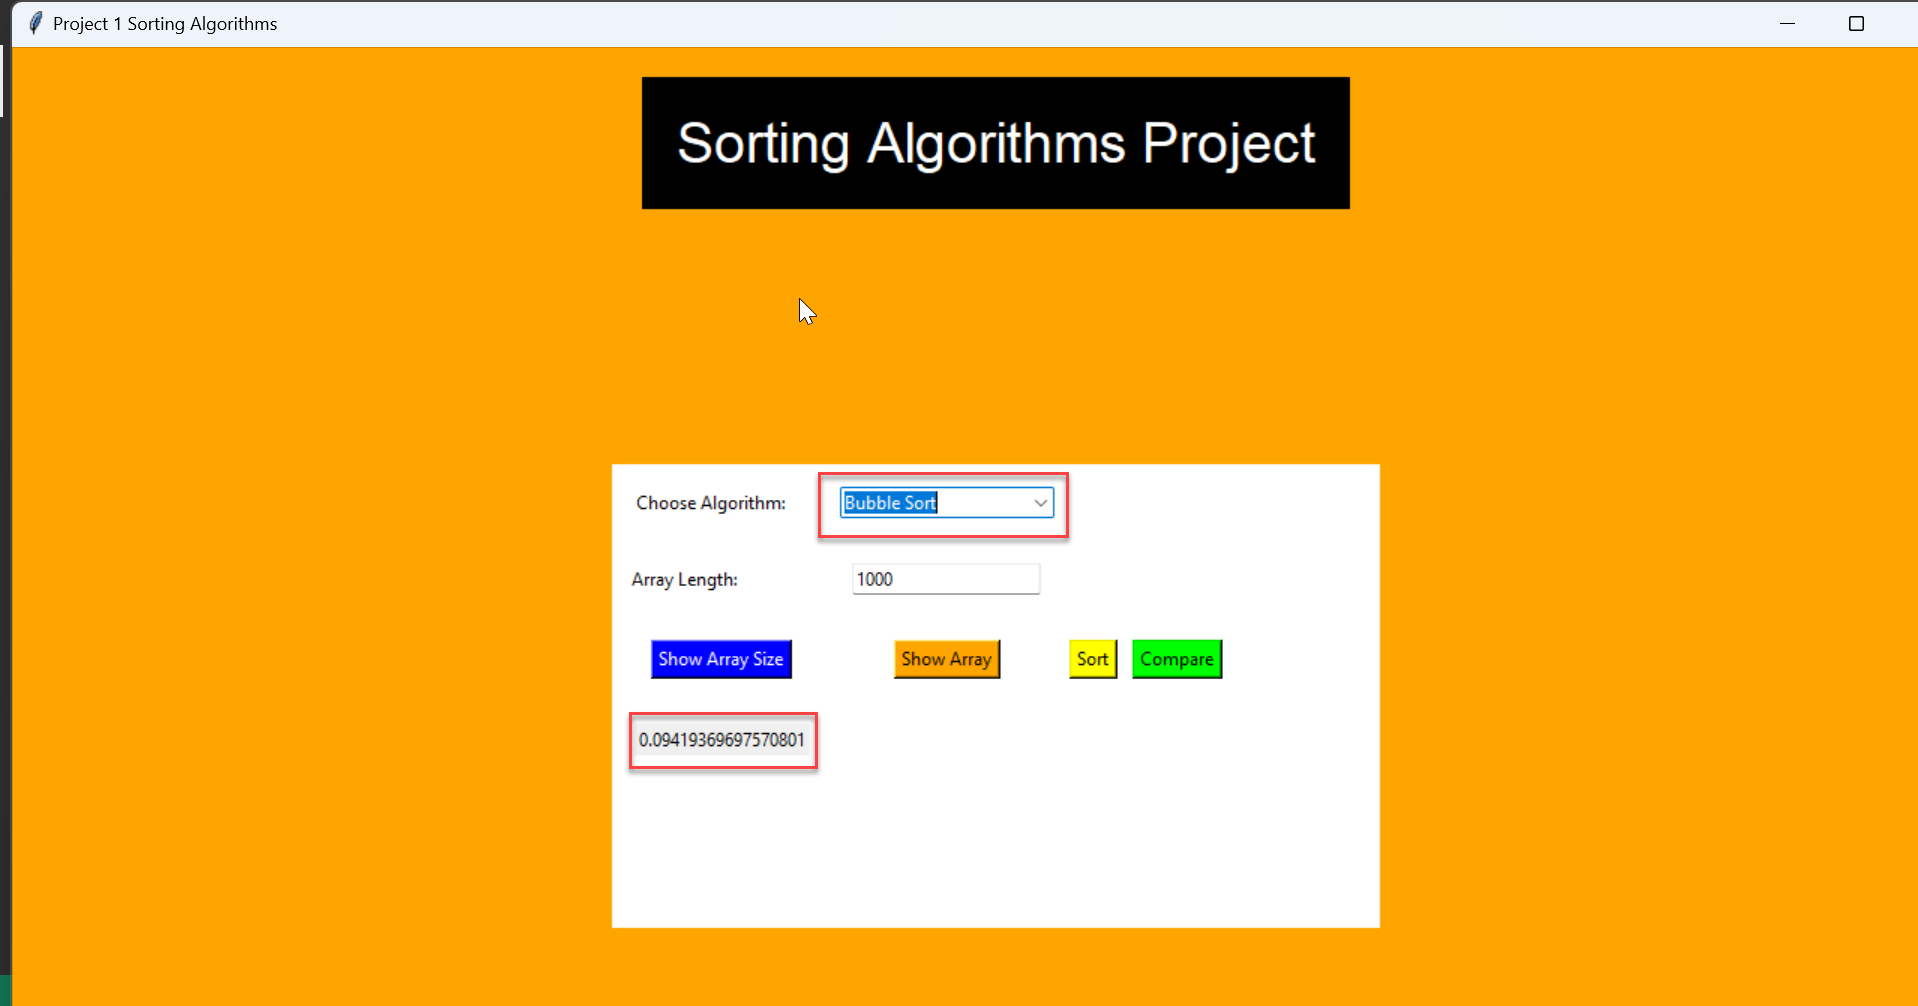 Project 1 Sorting Algorithms
Sorting Algorithms Project
Choose Algorithm:
Bubble Sort
Array Length:
1000
Show Array Size
Show Array
Sort
Compare
0.09419369697570801